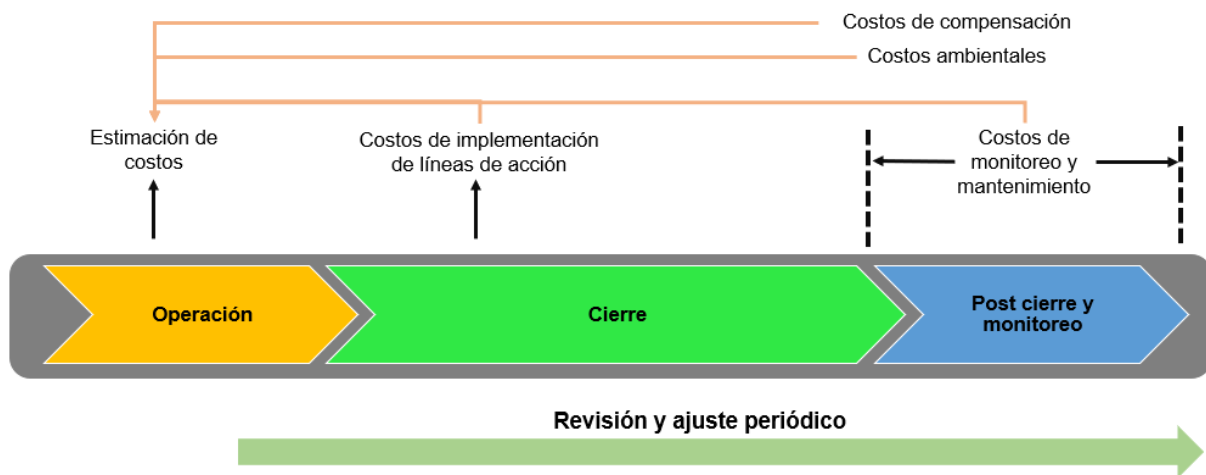 Costos de compensación
Costos ambientales
Estimación de
costos
Costos de implementación
de líneas de acción
Costos de
monitoreo y
mantenimiento
Operación
Cierre
Post cierre y
monitoreo
Revisión y ajuste periódico